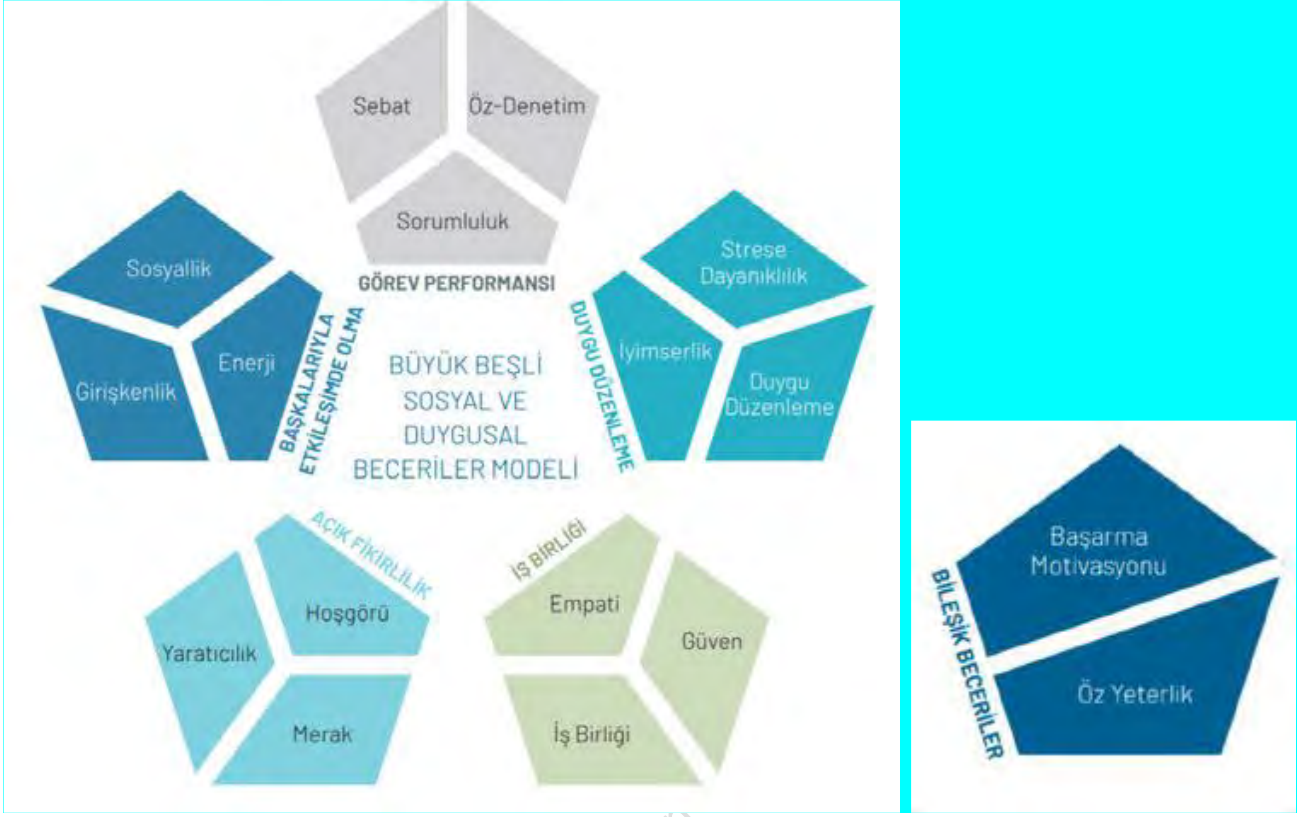 Sebat
Öz-Denetim
Sorumluluk
GÖREV PERFORMANSI
Sosyallik
Enerji
Girişkenlik
BAŞKALARIYLA
ETKİLEŞİMDE OLMA
BÜYÜK BEŞLİ
SOSYAL VE
DUYGUSAL
BECERİLER MODELİ
Strese
Dayanıklılık
İyimserlik
Duygu
Düzenleme
DUYGU DÜZENLEME
AÇIK FİKİRLİLİK
Hoşgörü
Yaratıcılık
Merak
İŞ BİRLİĞİ
Empati
Güven
İş Birliği
Başarma
Motivasyonu
Öz Yeterlik
BİLEŞİK BECERİLER